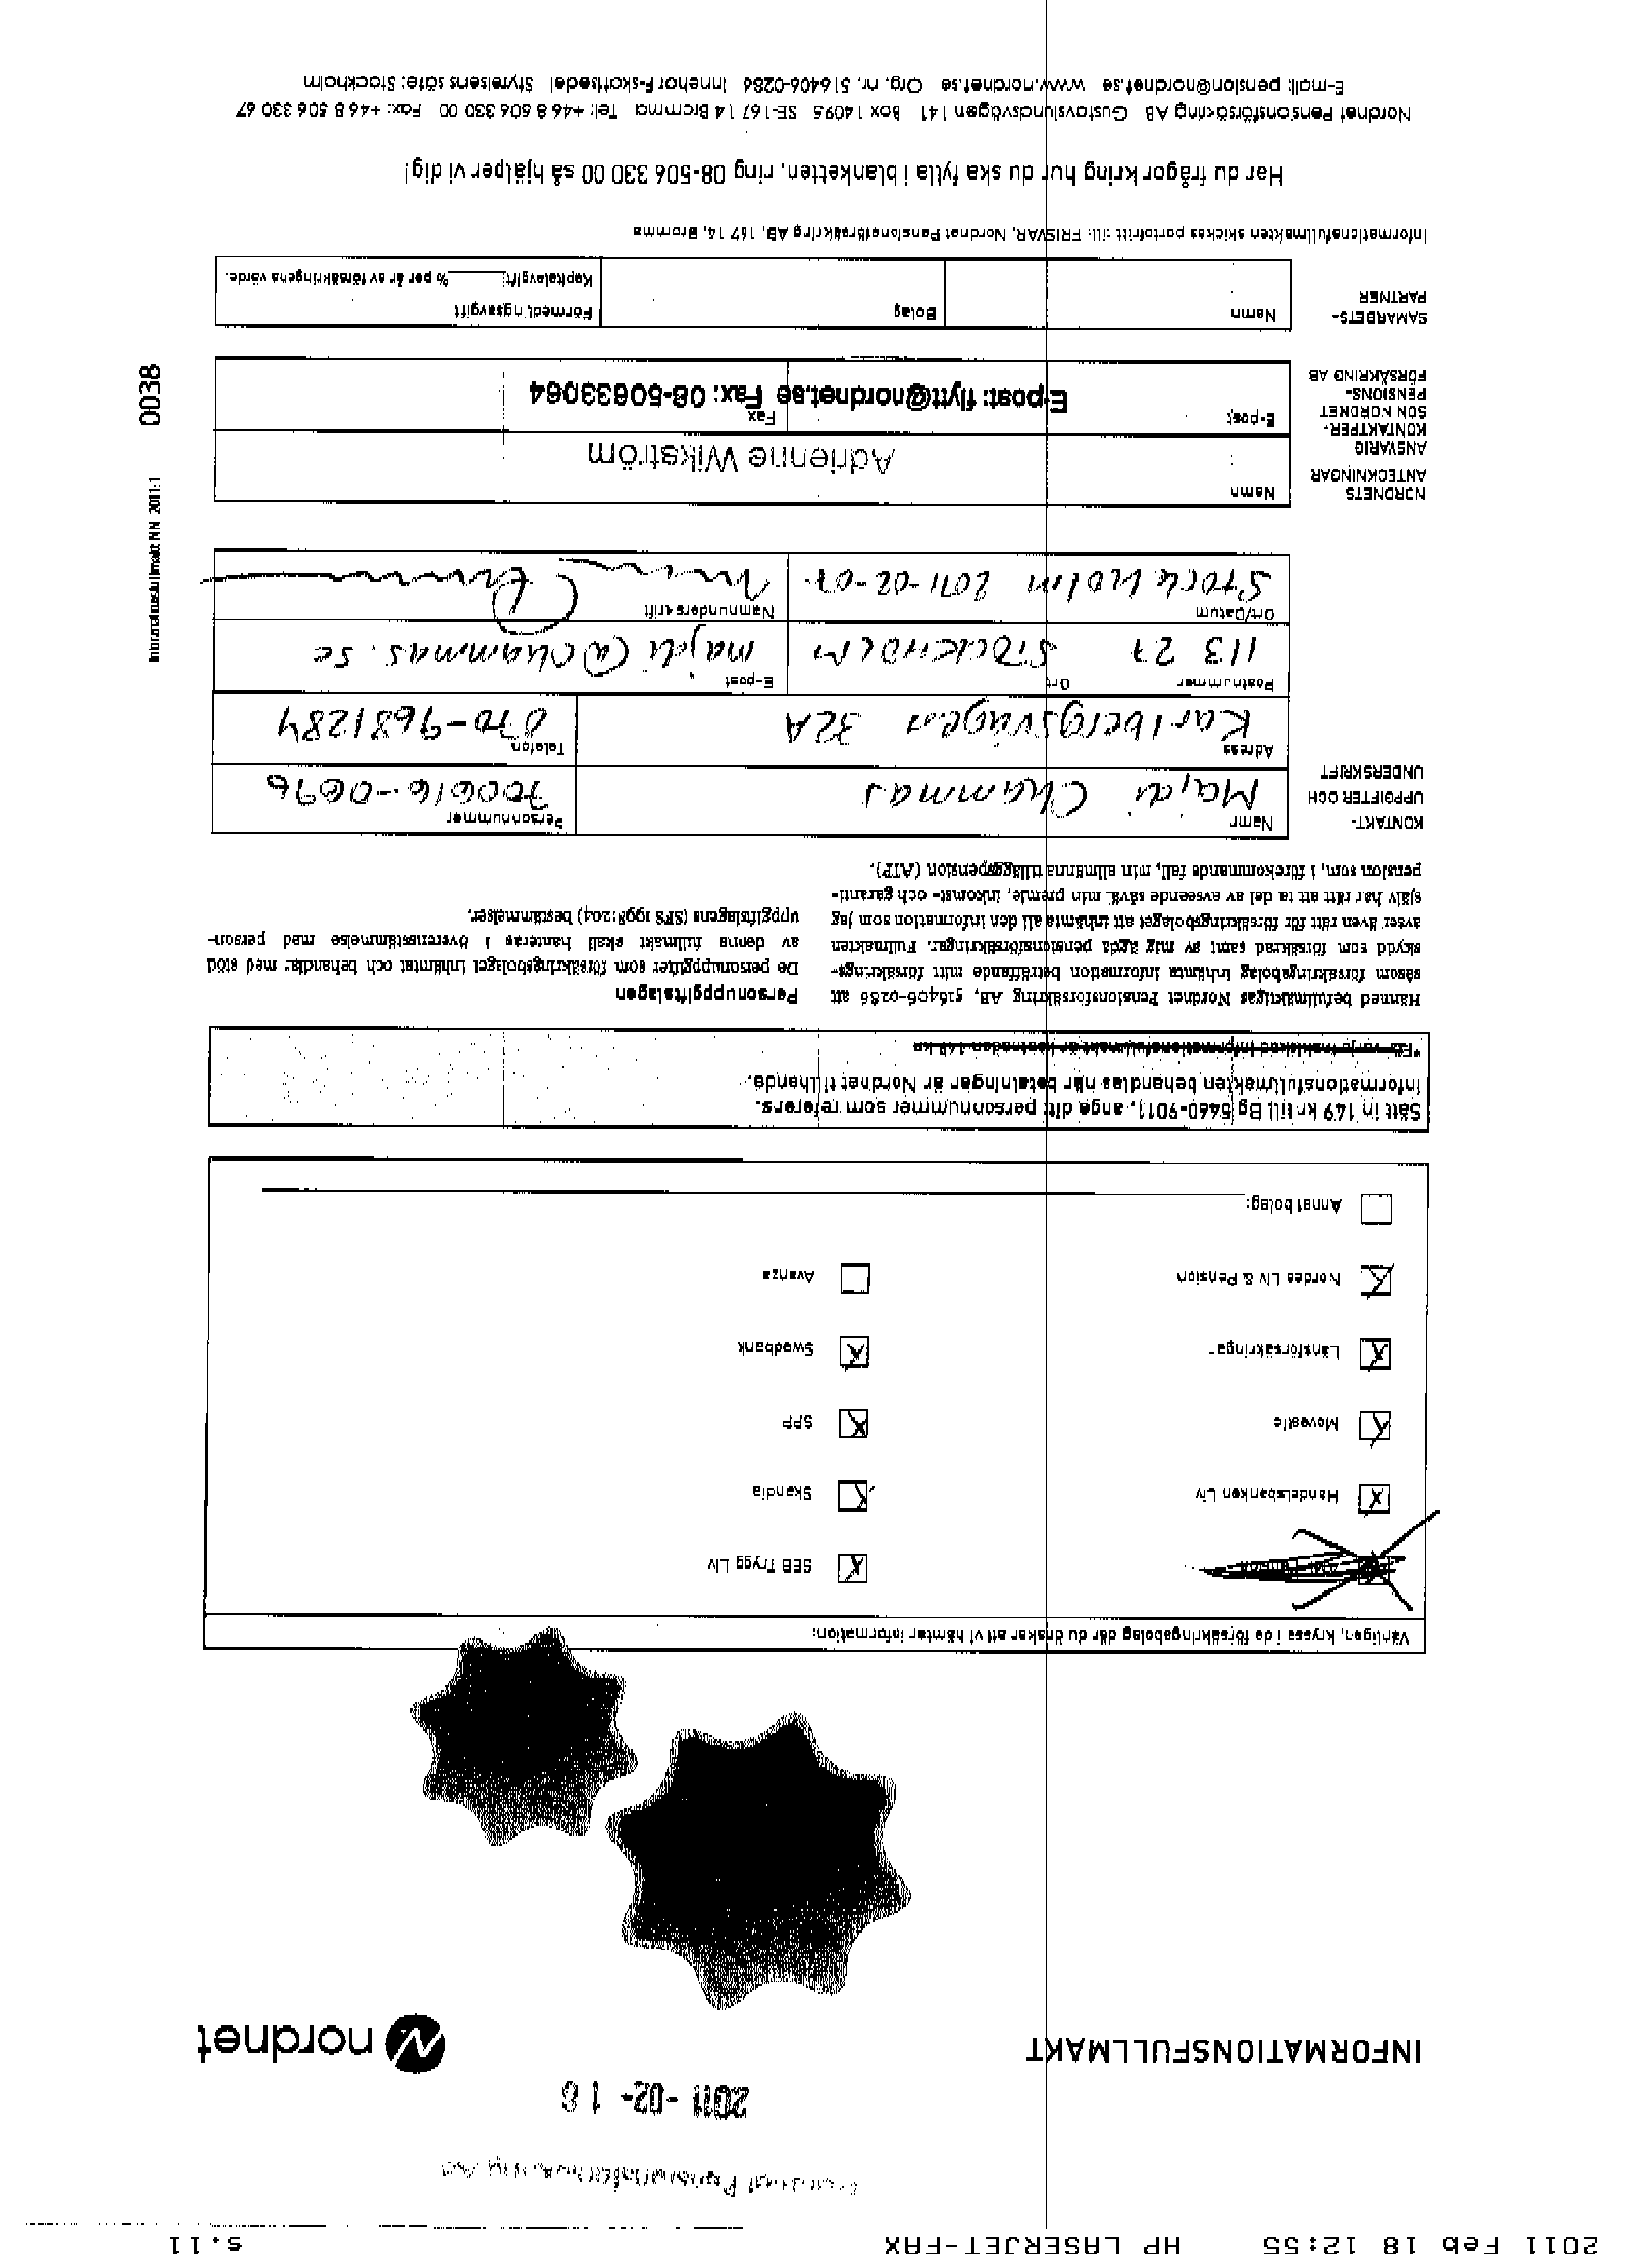 2011 Feb 18 12:55 HP LASERJET-FAX s.11
2011-02-18
INFORMATIONSFULLMAKT
nordnet
Vänligen, kryssa i de försäkringsbolag där du önskar att vi hämtar information:
SEB Trygg Liv
Handelsbanken Liv
Skandia
Movestic
SPP
Länsförsäkringar
Swedbank
Nordea Liv & Pension
Avanza
Annat bolag:
Sätt in 149 kr till Bg 5460-9011, ange ditt personnummer som referens.
Informationsfullmakten behandlas när betalningen är Nordnet tillhanda.
*För varje inskickad informationsfullmakt är kostnaden 149 kr
Härmed befullmäktigas Nordnet Pensionsförsäkring AB, 516406-0286 att
såsom försäkringsbolag inhämta information beträffande mitt försäkrings-
skydd som försäkrad samt av mig ägda pensionsförsäkringar. Fullmakten
avser även rätt för försäkringsbolaget att inhämta all den information som jag
själv har rätt att ta del av avseende såväl min premie, inkomst- och garanti-
pension som, i förekommande fall, min allmänna tilläggspension (ATP).
Personuppgiftslagen
De personuppgifter som försäkringsbolaget inhämtat och behandlar med stöd
av denna fullmakt skall hanteras i överensstämmelse med person-
uppgiftslagens (SFS 1998:204) bestämmelser.
KONTAKT-
UPPGIFTER OCH
UNDERSKRIFT
Namn
Majdi Chammas
Personnummer
700616-0696
Adress
Karlbergsvägen 32A
Telefon
070-9681284
Postnummer Ort
113 27 STOCKHOLM
E-post
majdi@chammas.se
Ort/Datum
Stockholm 2011-02-07
Namnunderskrift
NORDNETS
ANTECKNINGAR
ANSVARIG
KONTAKTPER-
SON NORDNET
PENSIONS-
FÖRSÄKRING AB
Namn
Adrienne Wikström
E-post
Fax
E-post: flytt@nordnet.se Fax: 08-50633064
SAMARBETS-
PARTNER
Namn
Bolag
Förmedlingsavgift
Kapitalavgift: % per år av försäkringens värde.
Informationsfullmakten skickas portofritt till: FRISVAR, Nordnet Pensionsförsäkring AB, 167 14, Bromma
Har du frågor kring hur du ska fylla i blanketten, ring 08-506 330 00 så hjälper vi dig!
Nordnet Pensionsförsäkring AB Gustavslundsvägen 141 Box 14095 SE-167 14 Bromma Tel: +46 8 506 330 00 Fax: +46 8 506 330 67
E-mail: pension@nordnet.se www.nordnet.se Org. nr. 516406-0286 Innehar F-skattsedel Styrelsens säte: Stockholm
Informationsfullmakt NN 2011:1
0038